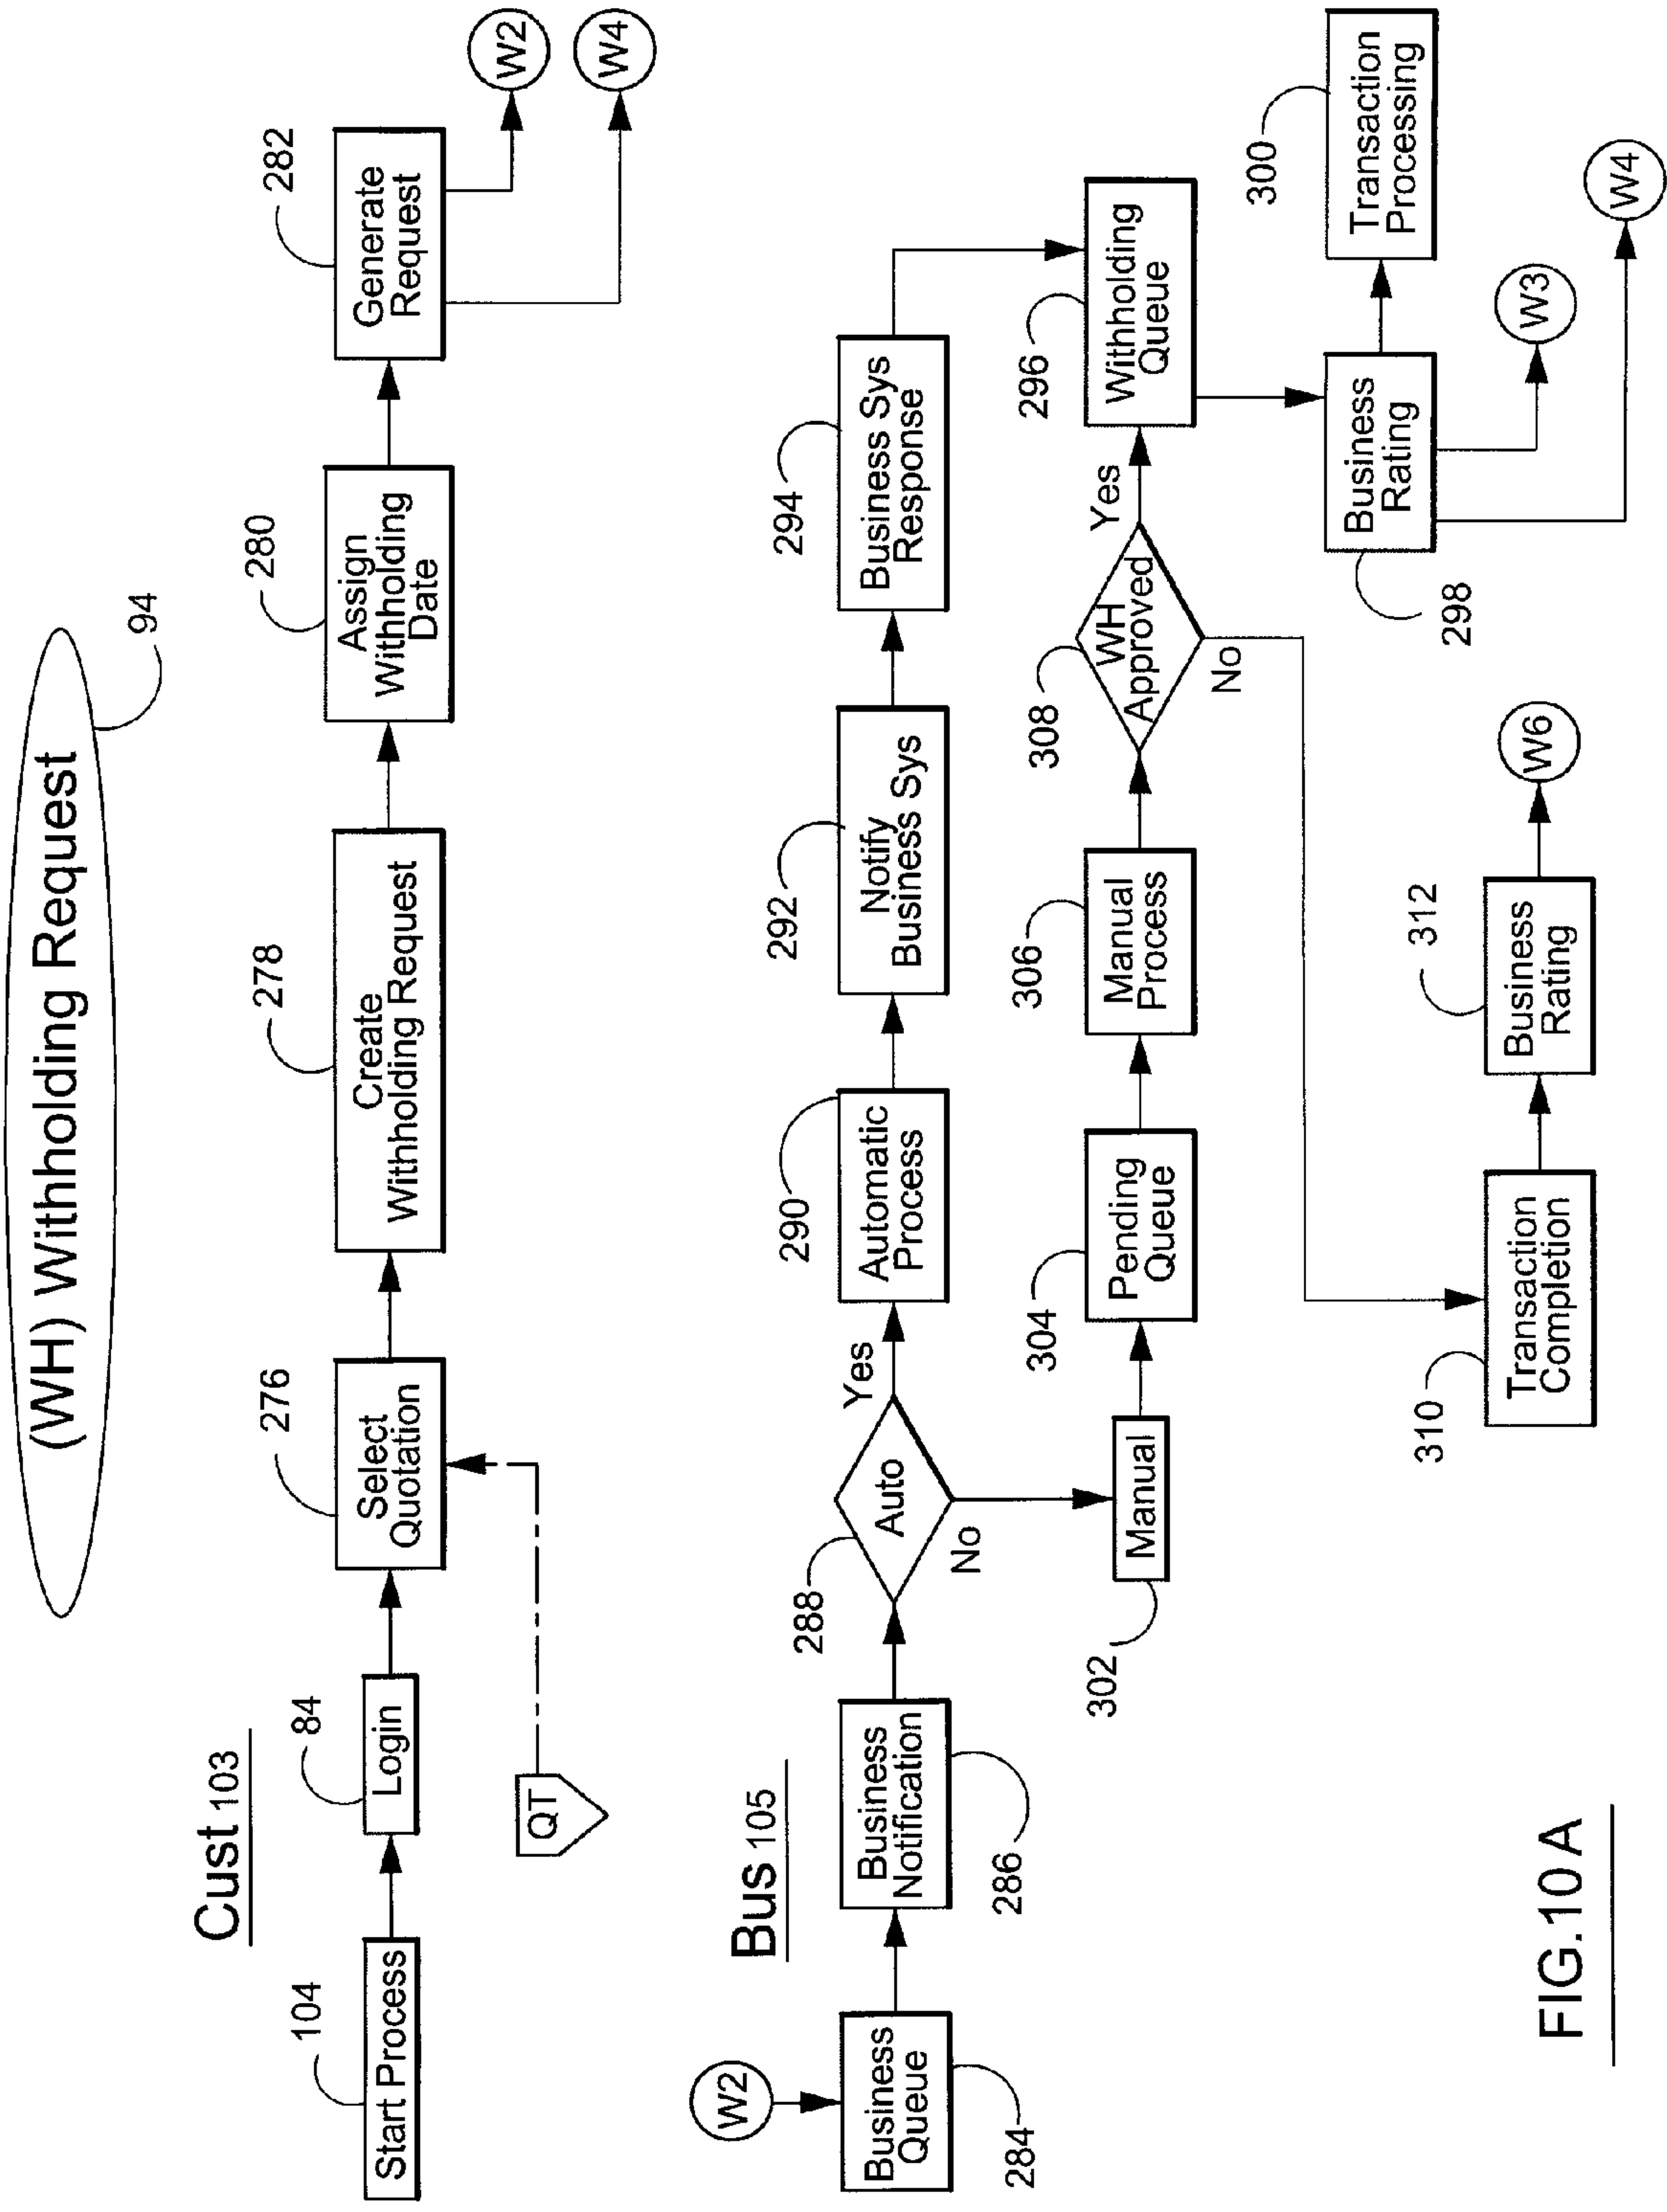 (WH) Withholding Request
94
Cust 103
104
Start Process
84
Login
276
Select
Quotation
278
Create
Withholding Request
280
Assign
Withholding
Date
282
Generate
Request
W2
W4
QT
Bus 105
W2
Business
Queue
284
Business
Notification
286
288
Auto
Yes
No
290
Automatic
Process
292
Notify
Business Sys
294
Business Sys
Response
302
Manual
304
Pending
Queue
306
Manual
Process
308
WH
Approved
Yes
No
296
Withholding
Queue
298
Business
Rating
300
Transaction
Processing
W3
W4
310
Transaction
Completion
312
Business
Rating
W6
FIG.10 A